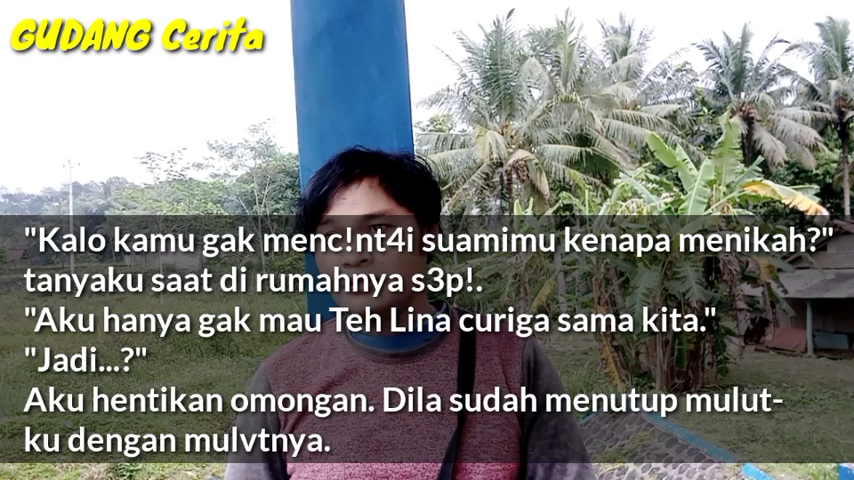 GUDANG Cerita
"Kalo kamu gak menc!nt4i suamimu kenapa menikah?"
tanyaku saat di rumahnya s3p!.
"Aku hanya gak mau Teh Lina curiga sama kita."
"Jadi...?"
Aku hentikan omongan. Dila sudah menutup mulut-
ku dengan mulvtnya.